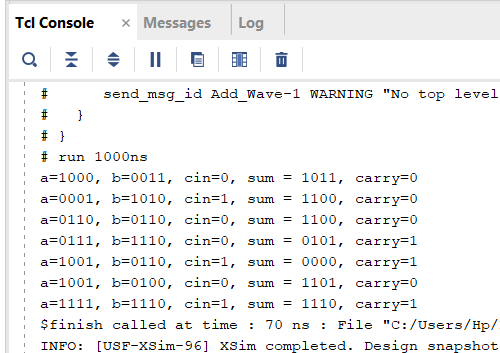 Tcl Console × Messages Log
# send_msg_id Add_Wave-1 WARNING "No top level
# }
# }
# run 1000ns
a=1000, b=0011, cin=0, sum = 1011, carry=0
a=0001, b=1010, cin=1, sum = 1100, carry=0
a=0110, b=0110, cin=0, sum = 1100, carry=0
a=0111, b=1110, cin=0, sum = 0101, carry=1
a=1001, b=0110, cin=1, sum = 0000, carry=1
a=1001, b=0100, cin=0, sum = 1101, carry=0
a=1111, b=1110, cin=1, sum = 1110, carry=1
$finish called at time : 70 ns : File "C:/Users/Hp/
INFO: [USF-XSim-96] XSim completed. Design snapshot